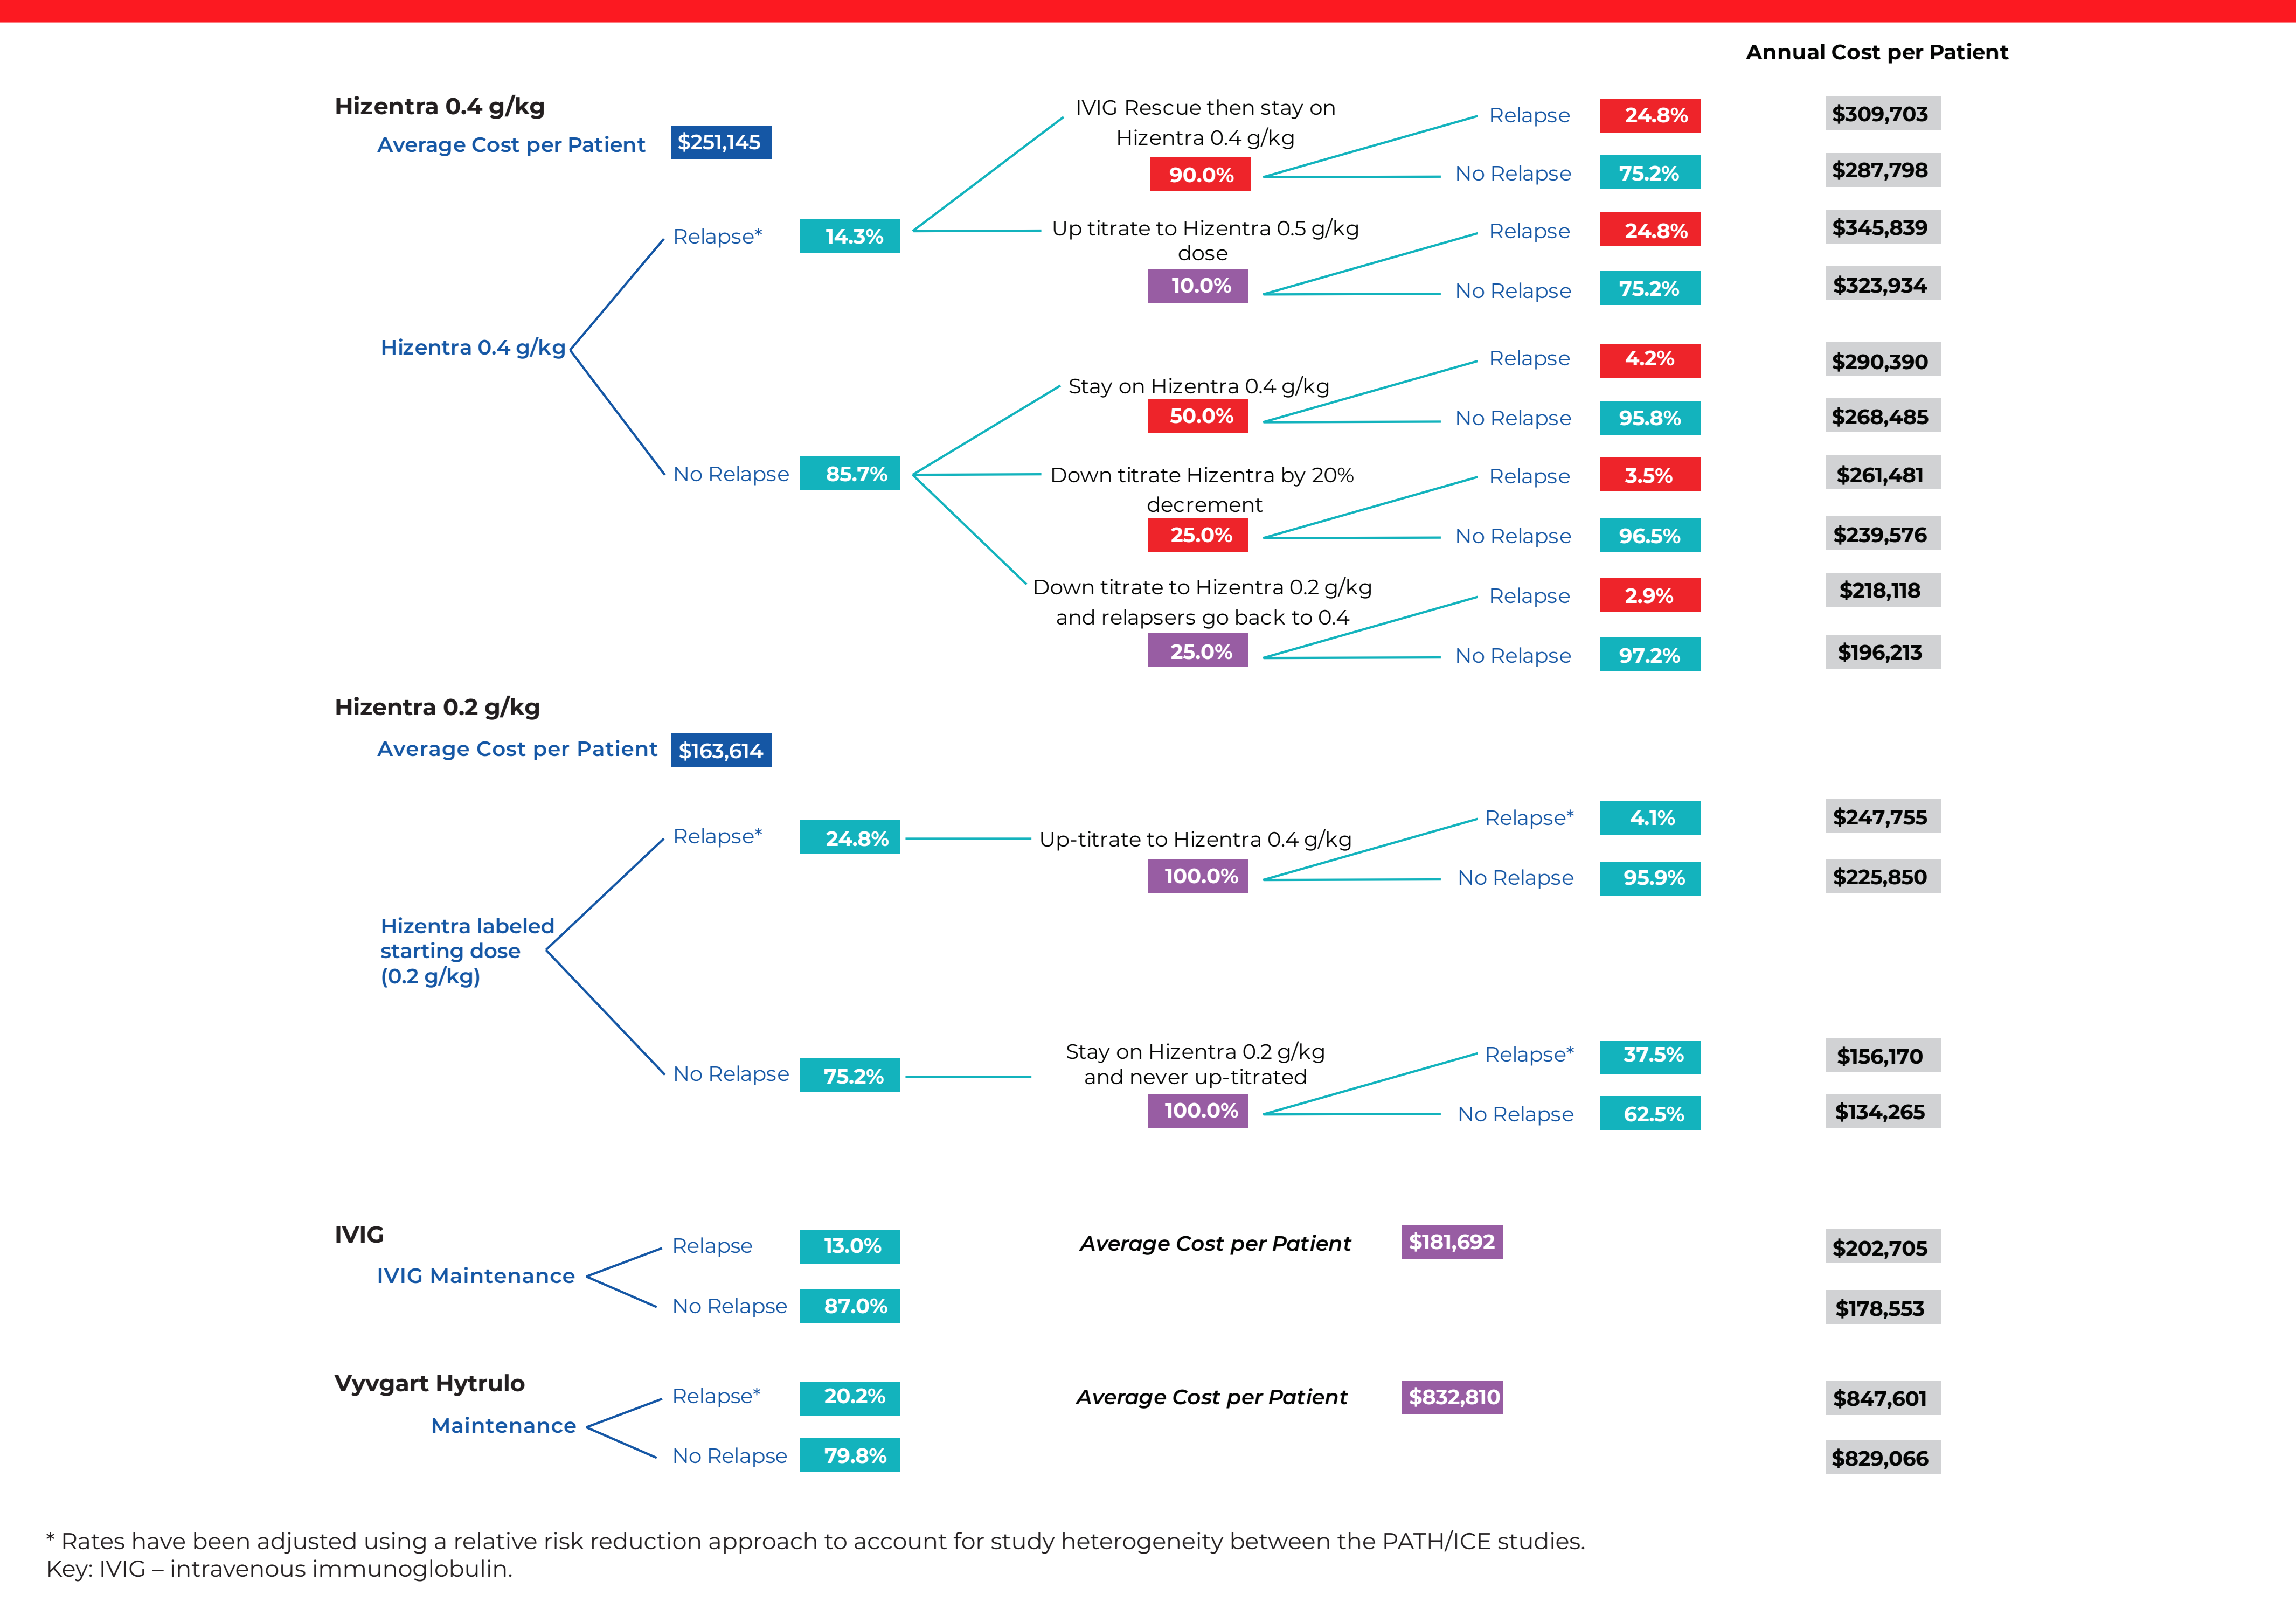 Annual Cost per Patient
Hizentra 0.4 g/kg
Average Cost per Patient $251,145
IVIG Rescue then stay on
Hizentra 0.4 g/kg
90.0%
Relapse 24.8% $309,703
No Relapse 75.2% $287,798
Relapse* 14.3%
Up titrate to Hizentra 0.5 g/kg
dose
10.0%
Relapse 24.8% $345,839
No Relapse 75.2% $323,934
Hizentra 0.4 g/kg
Stay on Hizentra 0.4 g/kg
50.0%
Relapse 4.2% $290,390
No Relapse 95.8% $268,485
No Relapse 85.7%
Down titrate Hizentra by 20%
decrement
25.0%
Relapse 3.5% $261,481
No Relapse 96.5% $239,576
Down titrate to Hizentra 0.2 g/kg
and relapsers go back to 0.4
25.0%
Relapse 2.9% $218,118
No Relapse 97.2% $196,213
Hizentra 0.2 g/kg
Average Cost per Patient $163,614
Relapse* 24.8%
Up-titrate to Hizentra 0.4 g/kg
100.0%
Relapse* 4.1% $247,755
No Relapse 95.9% $225,850
Hizentra labeled
starting dose
(0.2 g/kg)
No Relapse 75.2%
Stay on Hizentra 0.2 g/kg
and never up-titrated
100.0%
Relapse* 37.5% $156,170
No Relapse 62.5% $134,265
IVIG
IVIG Maintenance
Relapse 13.0%
Average Cost per Patient $181,692
$202,705
No Relapse 87.0%
$178,553
Vyvgart Hytrulo
Maintenance
Relapse* 20.2%
Average Cost per Patient $832,810
$847,601
No Relapse 79.8%
$829,066
* Rates have been adjusted using a relative risk reduction approach to account for study heterogeneity between the PATH/ICE studies.
Key: IVIG – intravenous immunoglobulin.